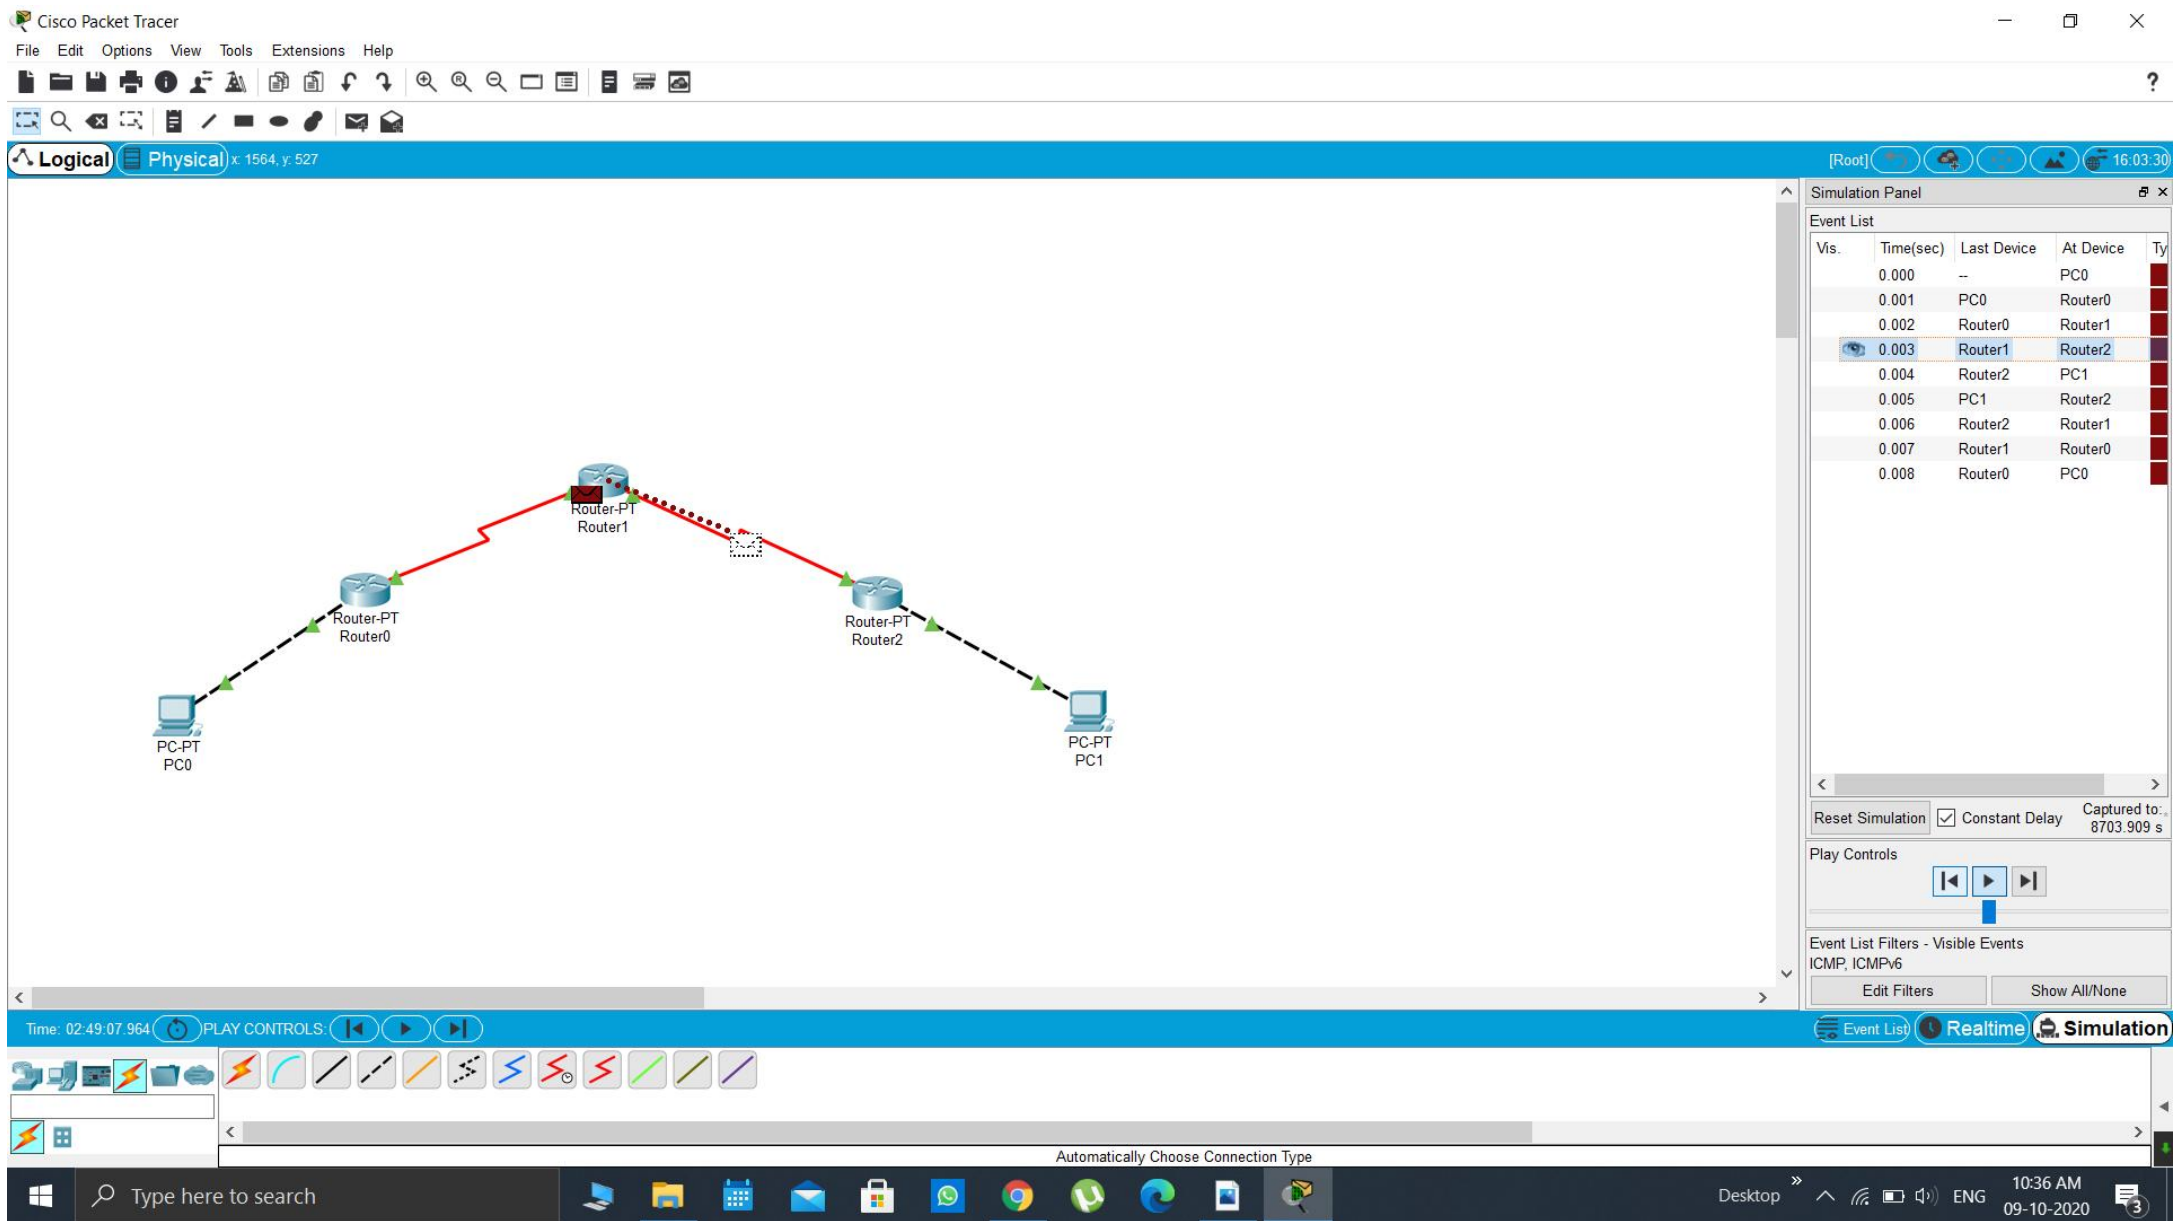 Cisco Packet Tracer
File Edit Options View Tools Extensions Help
?
Logical Physical x: 1564, y: 527 [Root] 16:03:30
Simulation Panel
Event List
Vis. Time(sec) Last Device At Device Ty
0.000 -- PC0
0.001 PC0 Router0
0.002 Router0 Router1
0.003 Router1 Router2
0.004 Router2 PC1
0.005 PC1 Router2
0.006 Router2 Router1
0.007 Router1 Router0
0.008 Router0 PC0
Router-PT
Router1
Router-PT
Router0
Router-PT
Router2
PC-PT
PC0
PC-PT
PC1
Reset Simulation Constant Delay Captured to:
8703.909 s
Play Controls
Event List Filters - Visible Events
ICMP, ICMPv6
Edit Filters Show All/None
Time: 02:49:07.964 PLAY CONTROLS: Event List Realtime Simulation
Automatically Choose Connection Type
Type here to search Desktop ENG 10:36 AM
09-10-2020 3